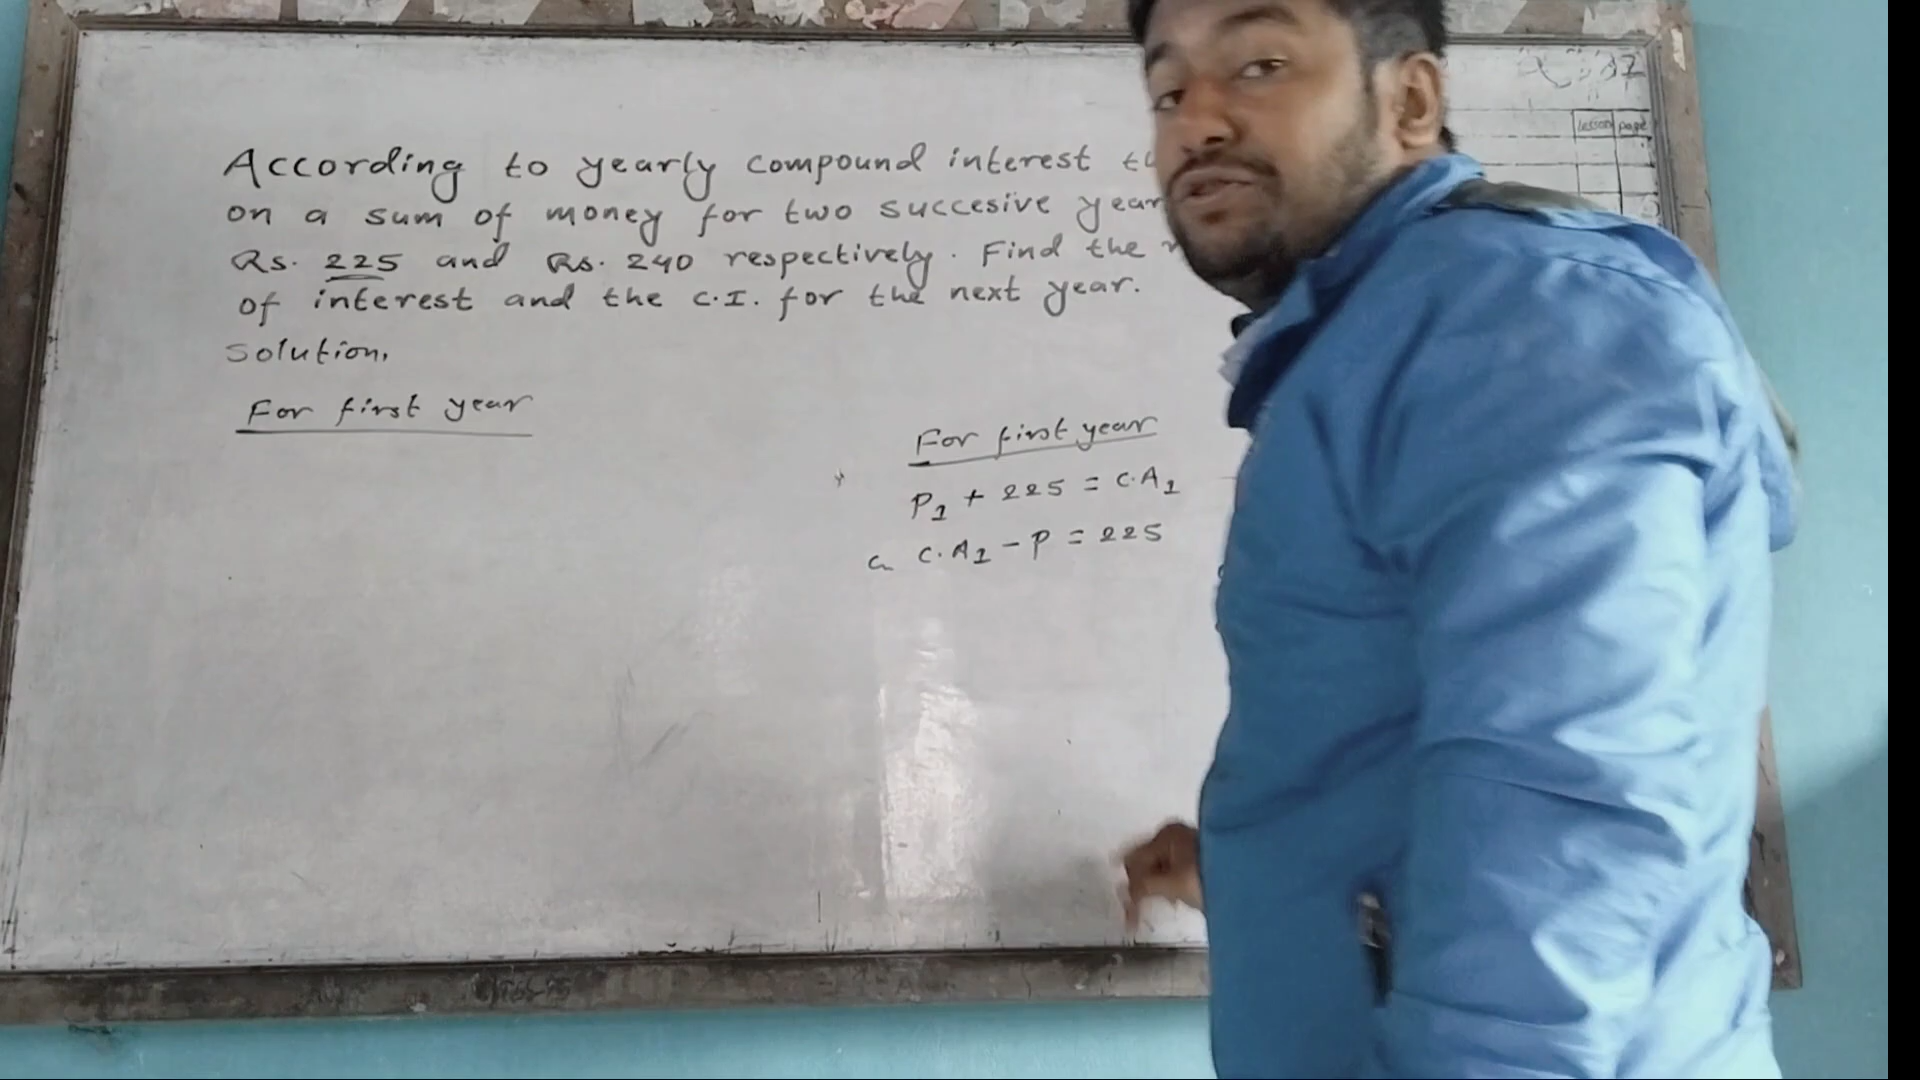 According to yearly compound interest
on a sum of money for two succesive year
Rs. 225 and Rs. 240 respectively. Find the
of interest and the C.I. for the next year.
Solution,
For first year
For first year
P1 + 225 = C.A1
C.A1 - P = 225
lesson page